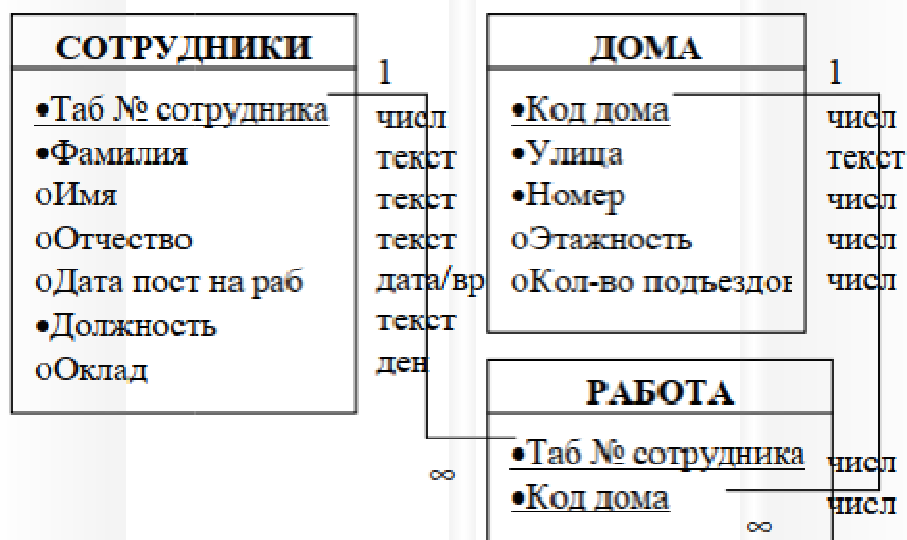 СОТРУДНИКИ
1
•Таб № сотрудника числ
•Фамилия текст
оИмя текст
оОтчество текст
оДата пост на раб дата/вр
•Должность текст
оОклад ден
ДОМА
1
•Код дома числ
•Улица текст
•Номер числ
оЭтажность числ
оКол-во подъездов числ
РАБОТА
•Таб № сотрудника числ
∞
•Код дома числ
∞